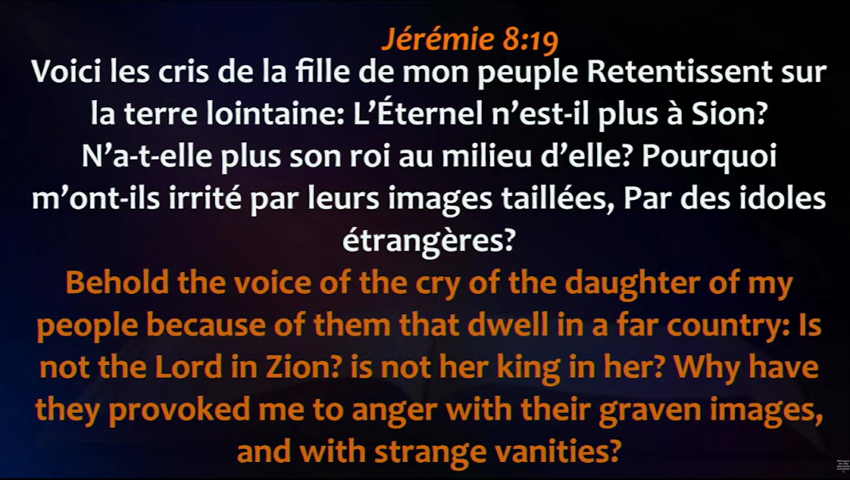 Jérémie 8:19
Voici les cris de la fille de mon peuple Retentissent sur
la terre lointaine: L’Éternel n’est-il plus à Sion?
N’a-t-elle plus son roi au milieu d’elle? Pourquoi
m’ont-ils irrité par leurs images taillées, Par des idoles
étrangères?
Behold the voice of the cry of the daughter of my
people because of them that dwell in a far country: Is
not the Lord in Zion? is not her king in her? Why have
they provoked me to anger with their graven images,
and with strange vanities?